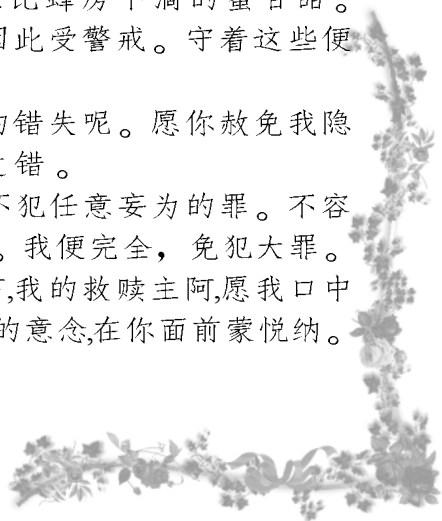 比蜂房下滴的蜜甘甜。
因此受警戒。守着这些便
的错失呢。愿你赦免我隐
过错。
不犯任意妄为的罪。不容
。我便完全，免犯大罪。
,我的救赎主阿,愿我口中
的意念,在你面前蒙悦纳。